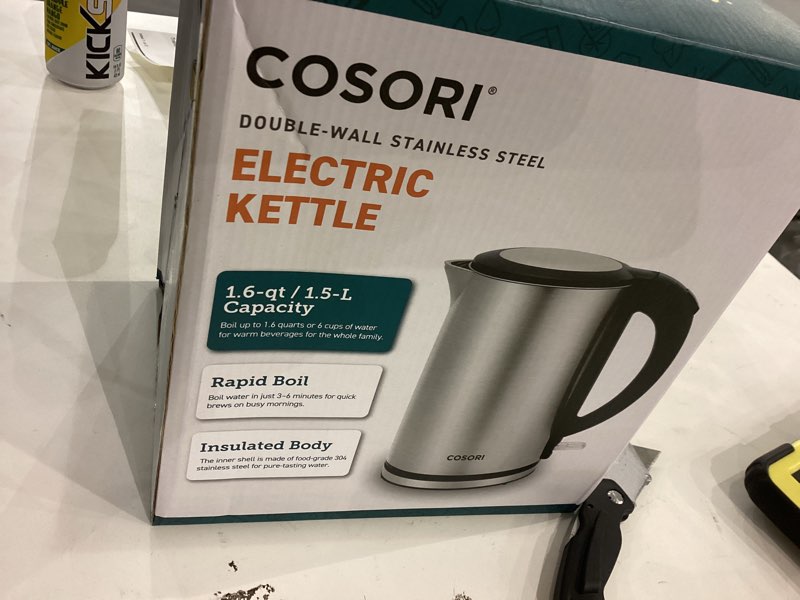 KICKS
COSORI®
DOUBLE-WALL STAINLESS STEEL
ELECTRIC
KETTLE
1.6-qt / 1.5-L
Capacity
Boil up to 1.6 quarts or 6 cups of water
for warm beverages for the whole family.
Rapid Boil
Boil water in just 3-6 minutes for quick
brews on busy mornings.
Insulated Body
The inner shell is made of food-grade 304
stainless steel for pure-tasting water.
COSORI